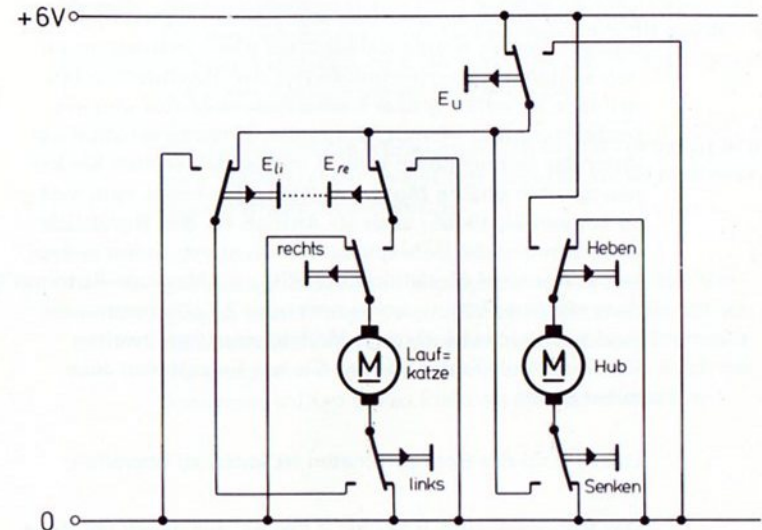 +6V
E_U
E_li
E_re
rechts
Heben
M
Lauf=
katze
M
Hub
links
Senken
0